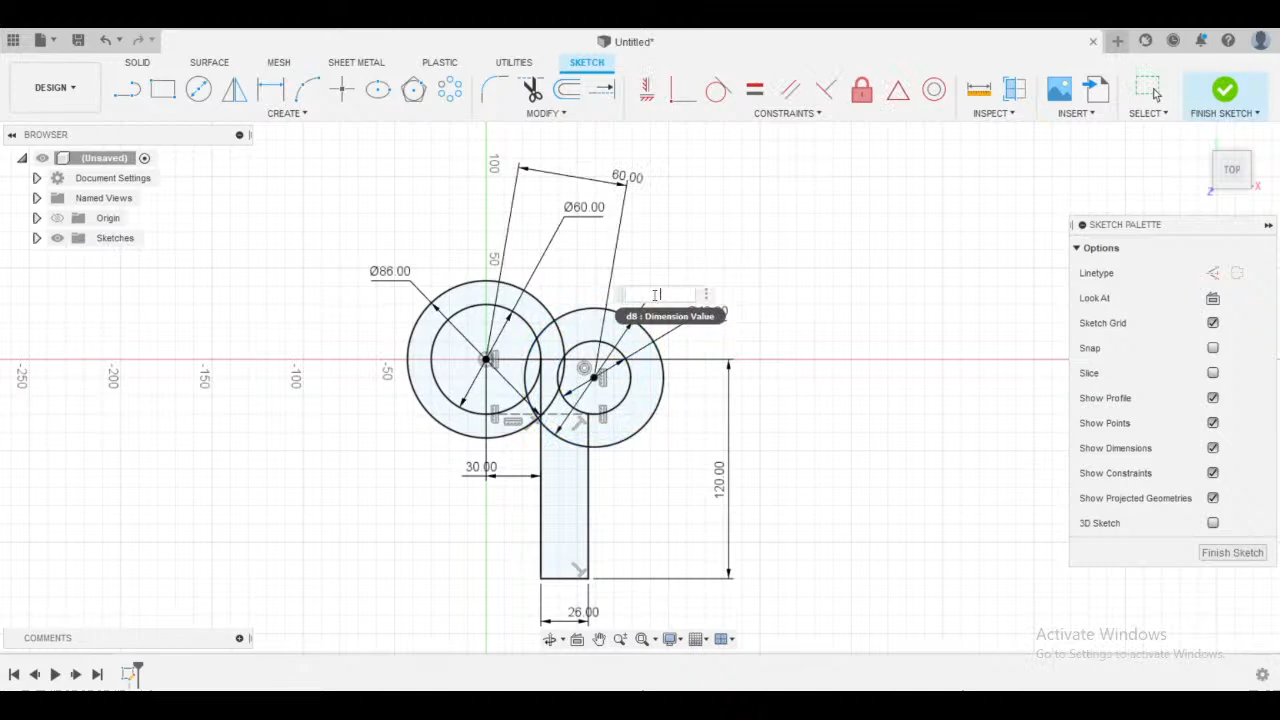 Untitled*
DESIGN
SOLID
SURFACE
MESH
SHEET METAL
PLASTIC
UTILITIES
SKETCH
CREATE
MODIFY
CONSTRAINTS
INSPECT
INSERT
SELECT
FINISH SKETCH
BROWSER
(Unsaved)
Document Settings
Named Views
Origin
Sketches
TOP
X
Z
SKETCH PALETTE
Options
Linetype
Look At
Sketch Grid
Snap
Slice
Show Profile
Show Points
Show Dimensions
Show Constraints
Show Projected Geometries
3D Sketch
Finish Sketch
100
60.00
Ø60.00
50
Ø86.00
d8 : Dimension Value
-250
-200
-150
-100
-50
30.00
120.00
26.00
COMMENTS
Activate Windows
Go to Settings to activate Windows.